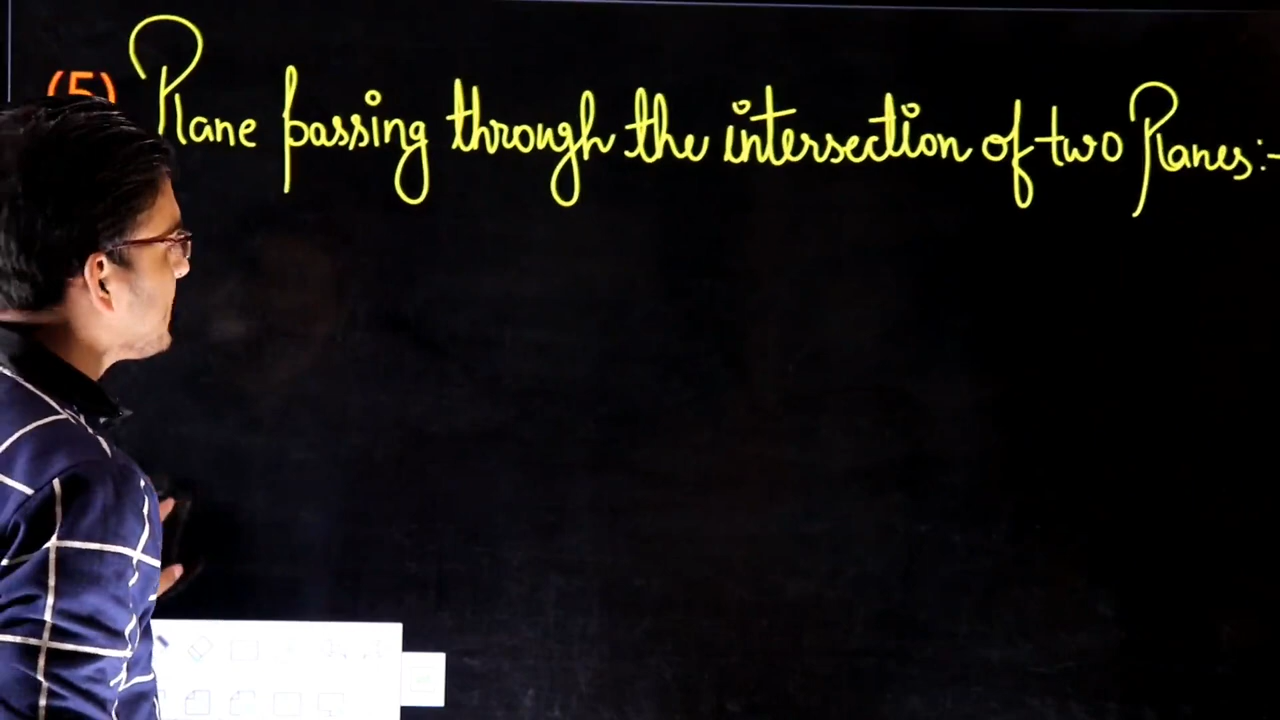 (5) Plane passing through the intersection of two Planes:-